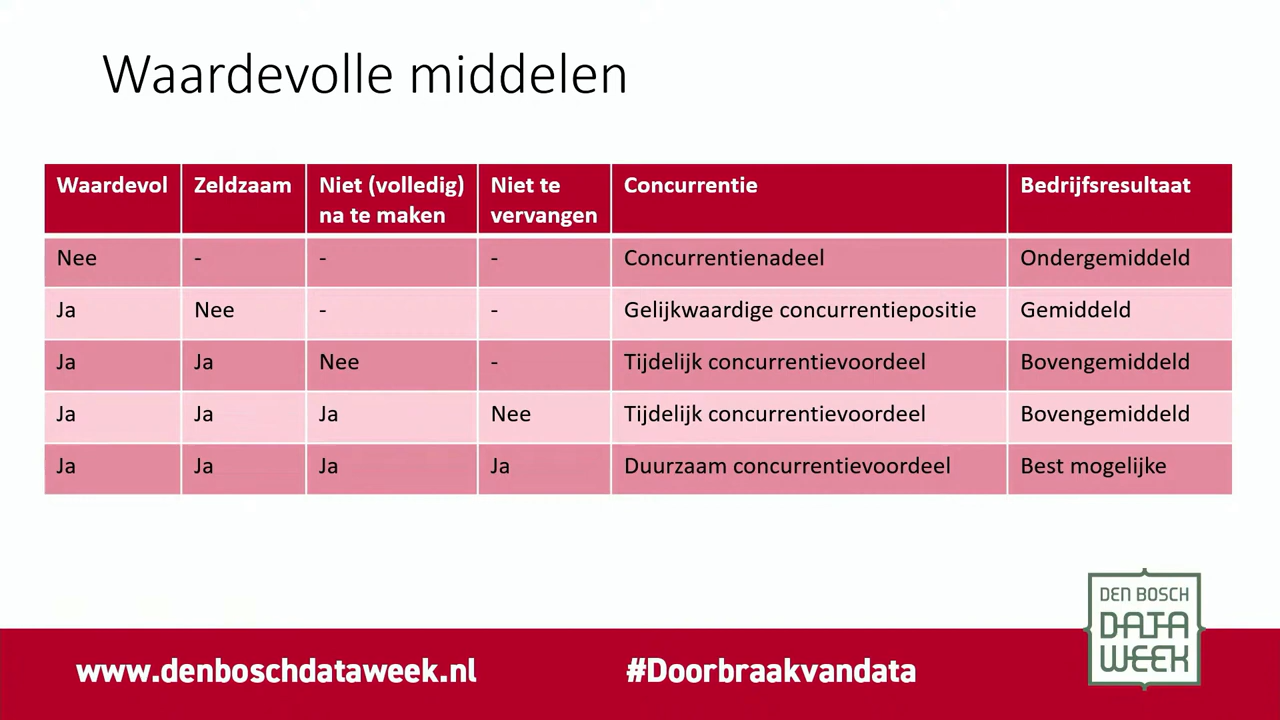 Waardevolle middelen
Waardevol Zeldzaam Niet (volledig) na te maken Niet te vervangen Concurrentie Bedrijfsresultaat
Nee - - - Concurrentienadeel Ondergemiddeld
Ja Nee - - Gelijkwaardige concurrentiepositie Gemiddeld
Ja Ja Nee - Tijdelijk concurrentievoordeel Bovengemiddeld
Ja Ja Ja Nee Tijdelijk concurrentievoordeel Bovengemiddeld
Ja Ja Ja Ja Duurzaam concurrentievoordeel Best mogelijke
DEN BOSCH
DATA
WEEK
www.denboschdataweek.nl #Doorbraakvandata